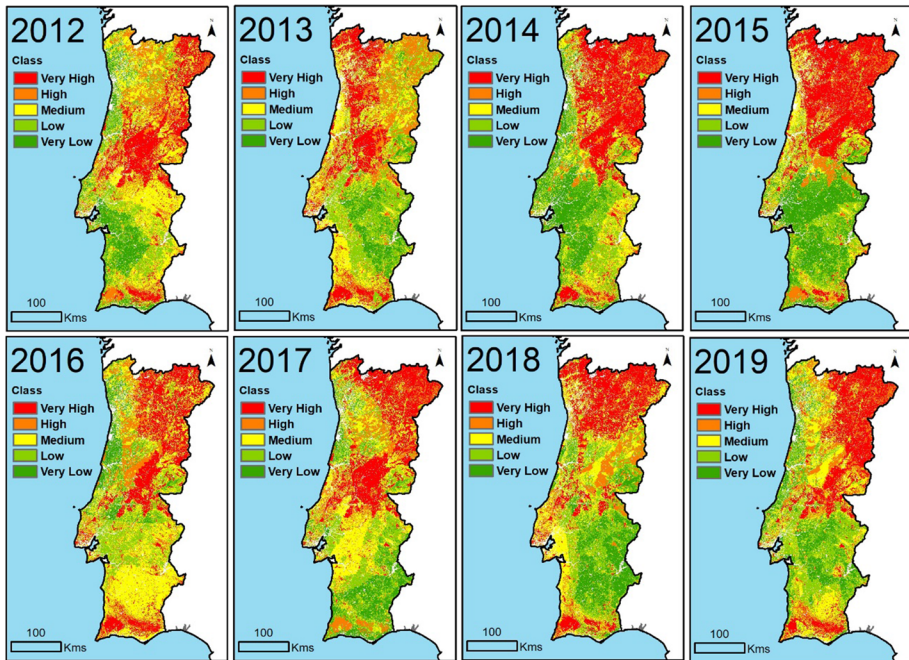 2012
Class
Very High
High
Medium
Low
Very Low
100
Kms
N
2013
Class
Very High
High
Medium
Low
Very Low
100
Kms
N
2014
Class
Very High
High
Medium
Low
Very Low
100
Kms
N
2015
Class
Very High
High
Medium
Low
Very Low
100
Kms
N
2016
Class
Very High
High
Medium
Low
Very Low
100
Kms
N
2017
Class
Very High
High
Medium
Low
Very Low
100
Kms
N
2018
Class
Very High
High
Medium
Low
Very Low
100
Kms
N
2019
Class
Very High
High
Medium
Low
Very Low
100
Kms
N